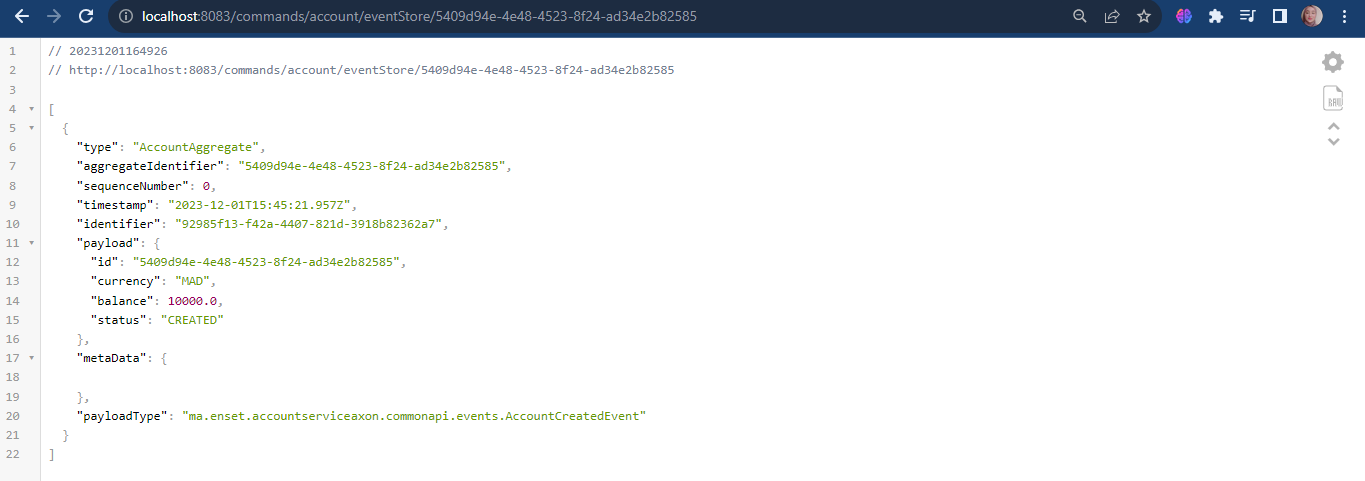 localhost:8083/commands/account/eventStore/5409d94e-4e48-4523-8f24-ad34e2b82585
1 // 20231201164926
2 // http://localhost:8083/commands/account/eventStore/5409d94e-4e48-4523-8f24-ad34e2b82585
3
4 [
5 {
6 "type": "AccountAggregate",
7 "aggregateIdentifier": "5409d94e-4e48-4523-8f24-ad34e2b82585",
8 "sequenceNumber": 0,
9 "timestamp": "2023-12-01T15:45:21.957Z",
10 "identifier": "92985f13-f42a-4407-821d-3918b82362a7",
11 "payload": {
12 "id": "5409d94e-4e48-4523-8f24-ad34e2b82585",
13 "currency": "MAD",
14 "balance": 10000.0,
15 "status": "CREATED"
16 },
17 "metaData": {
18
19 },
20 "payloadType": "ma.enset.accountserviceaxon.commonapi.events.AccountCreatedEvent"
21 }
22 ]
RAW